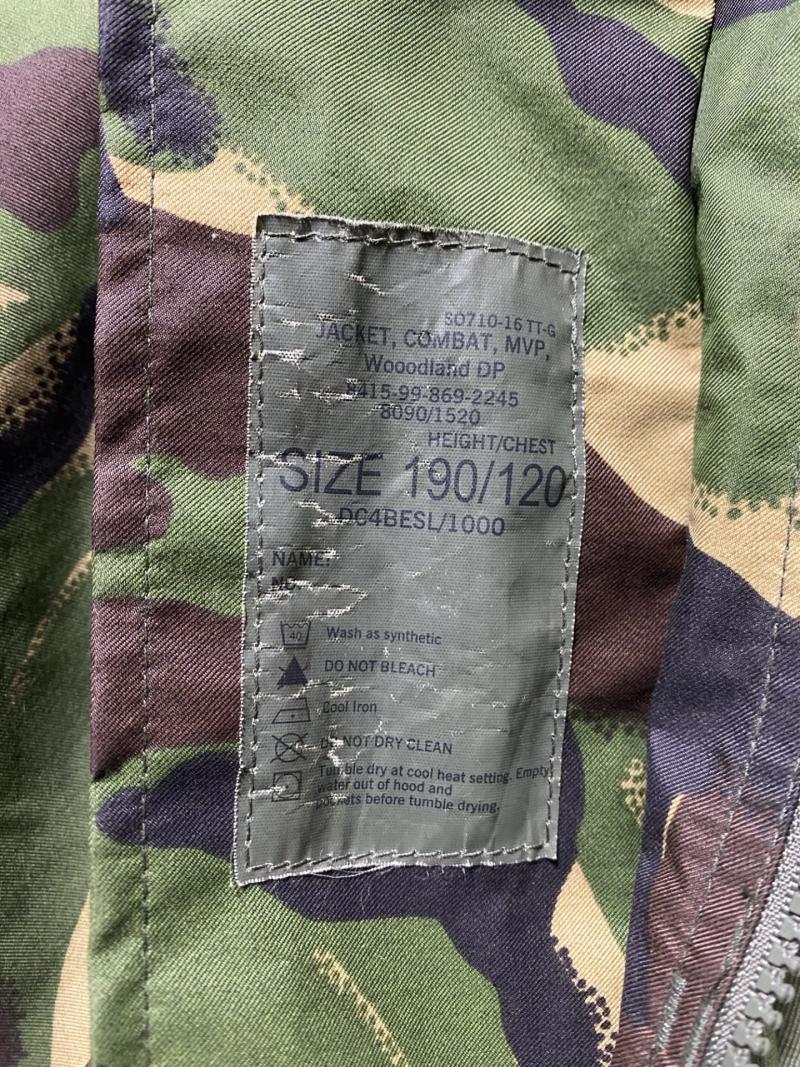 SO710-16 TT-G
JACKET, COMBAT, MVP,
Wooodland DP
8415-99-869-2245
8090/1520
HEIGHT/CHEST
SIZE 190/120
DC4BESL/1000
NAME:
40 Wash as synthetic
DO NOT BLEACH
Cool Iron
DO NOT DRY CLEAN
Tumble dry at cool heat setting. Empty
water out of hood and
pockets before tumble drying.